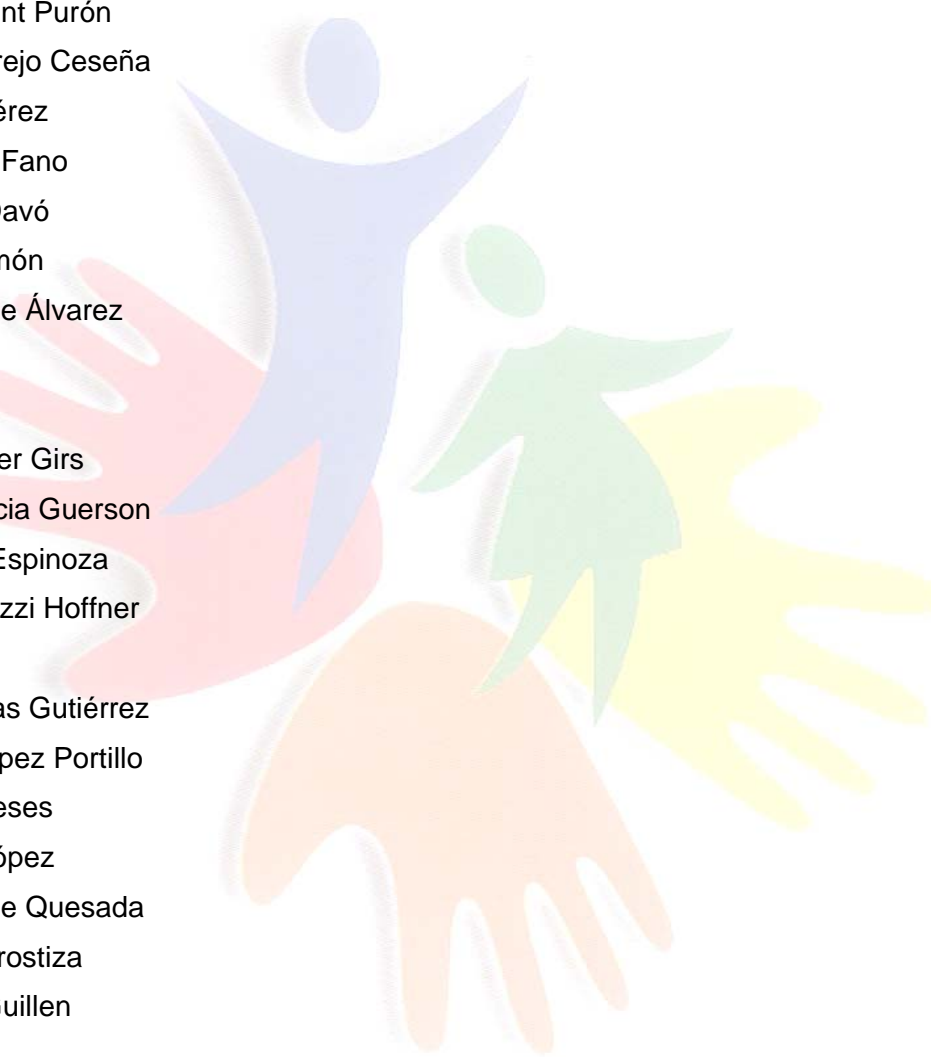 nt Purón
rejo Ceseña
érez
Fano
avó
món
e Álvarez
er Girs
cia Guerson
Espinoza
zzi Hoffner
as Gutiérrez
pez Portillo
eses
ópez
e Quesada
rostiza
Guillen